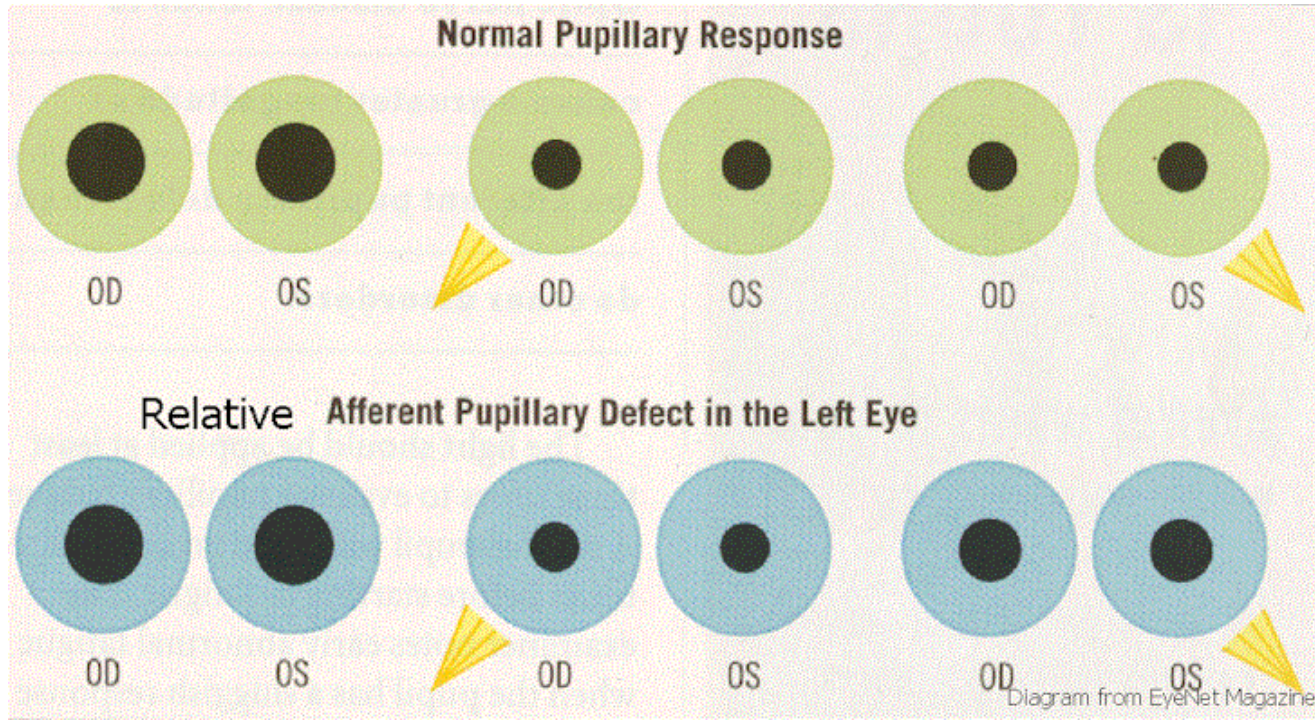 Normal Pupillary Response
OD OS OD OS OD OS
Relative Afferent Pupillary Defect in the Left Eye
OD OS OD OS OD OS
Diagram from EyeNet Magazine